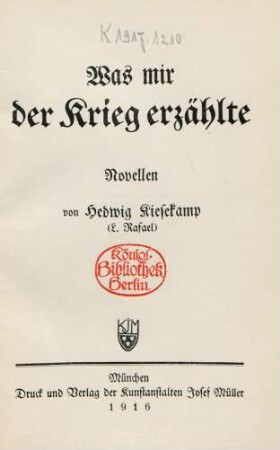 K 1917. 1210
Was mir
der Krieg erzählte
Novellen
von Hedwig Kiesekamp
(L. Rafael)
Königl.
Bibliothek
Berlin
KJM
München
Druck und Verlag der Kunstanstalten Josef Müller
1916